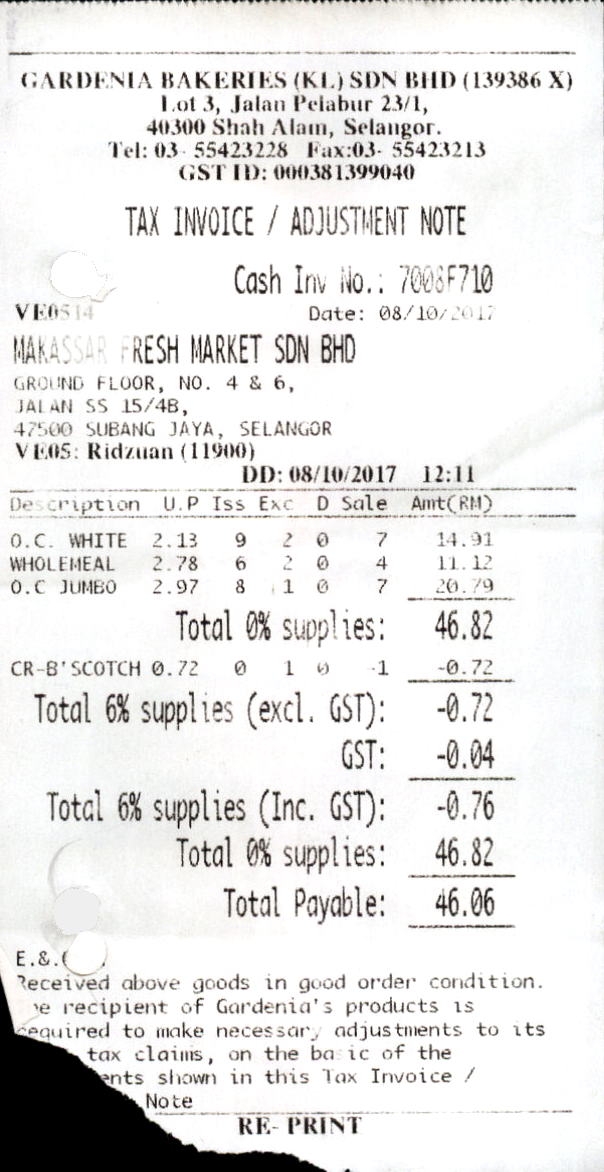 GARDENIA BAKERIES (KL) SDN BHD (139386 X)
Lot 3, Jalan Pelabur 23/1,
40300 Shah Alam, Selangor.
Tel: 03- 55423228 Fax:03- 55423213
GST ID: 000381399040
TAX INVOICE / ADJUSTMENT NOTE
Cash Inv No.: 7008F710
VE0514 Date: 08/10/2017
MAKASSAR FRESH MARKET SDN BHD
GROUND FLOOR, NO. 4 & 6,
JALAN SS 15/4B,
47500 SUBANG JAYA, SELANGOR
VE05: Ridzuan (11900)
DD: 08/10/2017 12:11
Description U.P Iss Exc D Sale Amt(RM)
O.C. WHITE 2.13 9 2 0 7 14.91
WHOLEMEAL 2.78 6 2 0 4 11.12
O.C JUMBO 2.97 8 1 0 7 20.79
Total 0% supplies: 46.82
CR-B'SCOTCH 0.72 0 1 0 -1 -0.72
Total 6% supplies (excl. GST): -0.72
GST: -0.04
Total 6% supplies (Inc. GST): -0.76
Total 0% supplies: 46.82
Total Payable: 46.06
E.&.
Received above goods in good order condition.
recipient of Gardenia's products is
required to make necessary adjustments to its
tax claims, on the basic of the
shown in this Tax Invoice /
Note
RE- PRINT